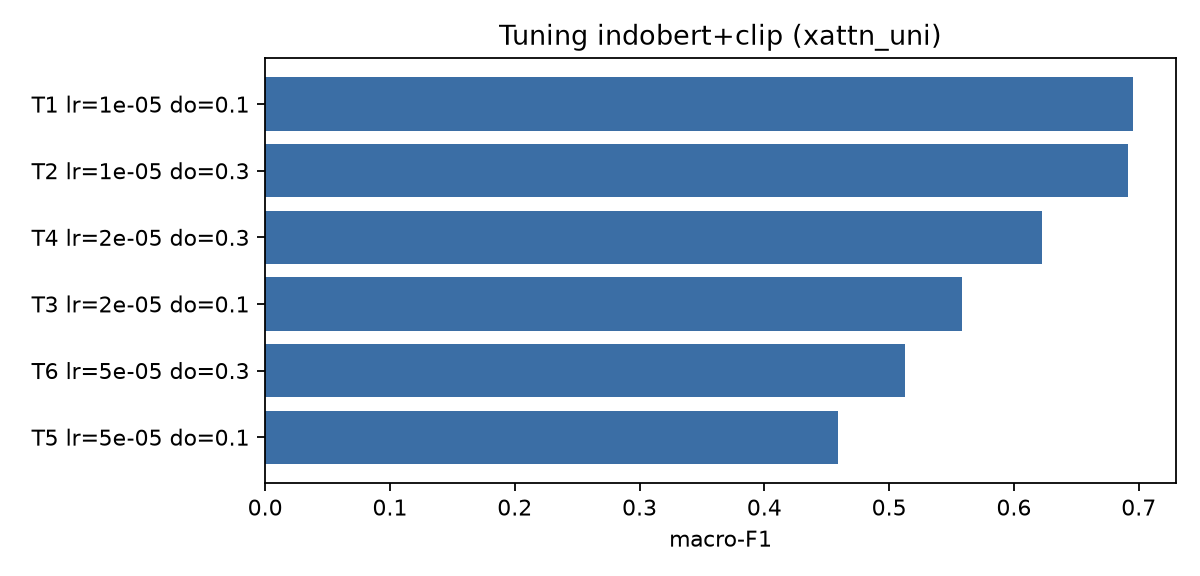 Tuning indobert+clip (xattn_uni)
T1 lr=1e-05 do=0.1
T2 lr=1e-05 do=0.3
T4 lr=2e-05 do=0.3
T3 lr=2e-05 do=0.1
T6 lr=5e-05 do=0.3
T5 lr=5e-05 do=0.1
0.0 0.1 0.2 0.3 0.4 0.5 0.6 0.7
macro-F1